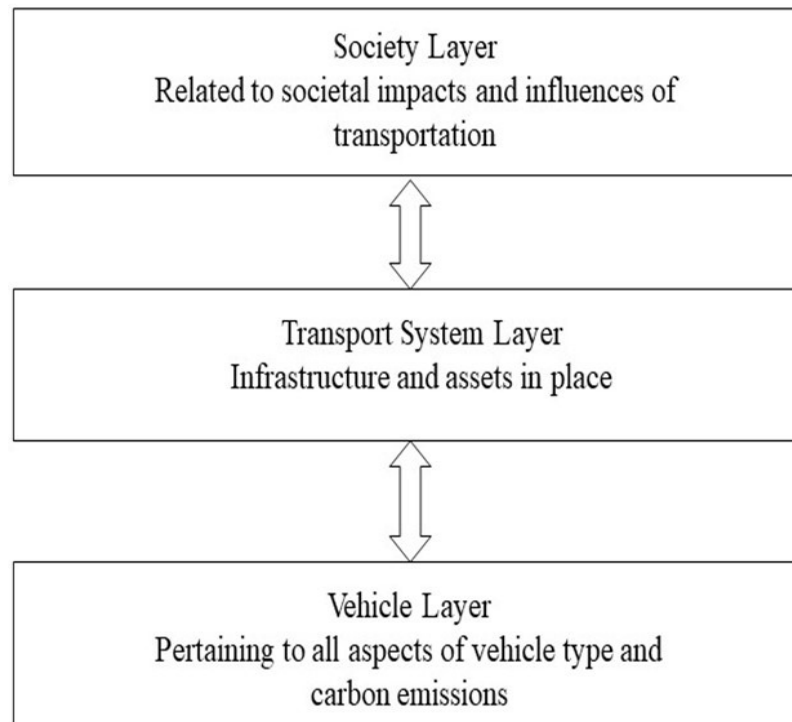 Society Layer
Related to societal impacts and influences of
transportation
Transport System Layer
Infrastructure and assets in place
Vehicle Layer
Pertaining to all aspects of vehicle type and
carbon emissions